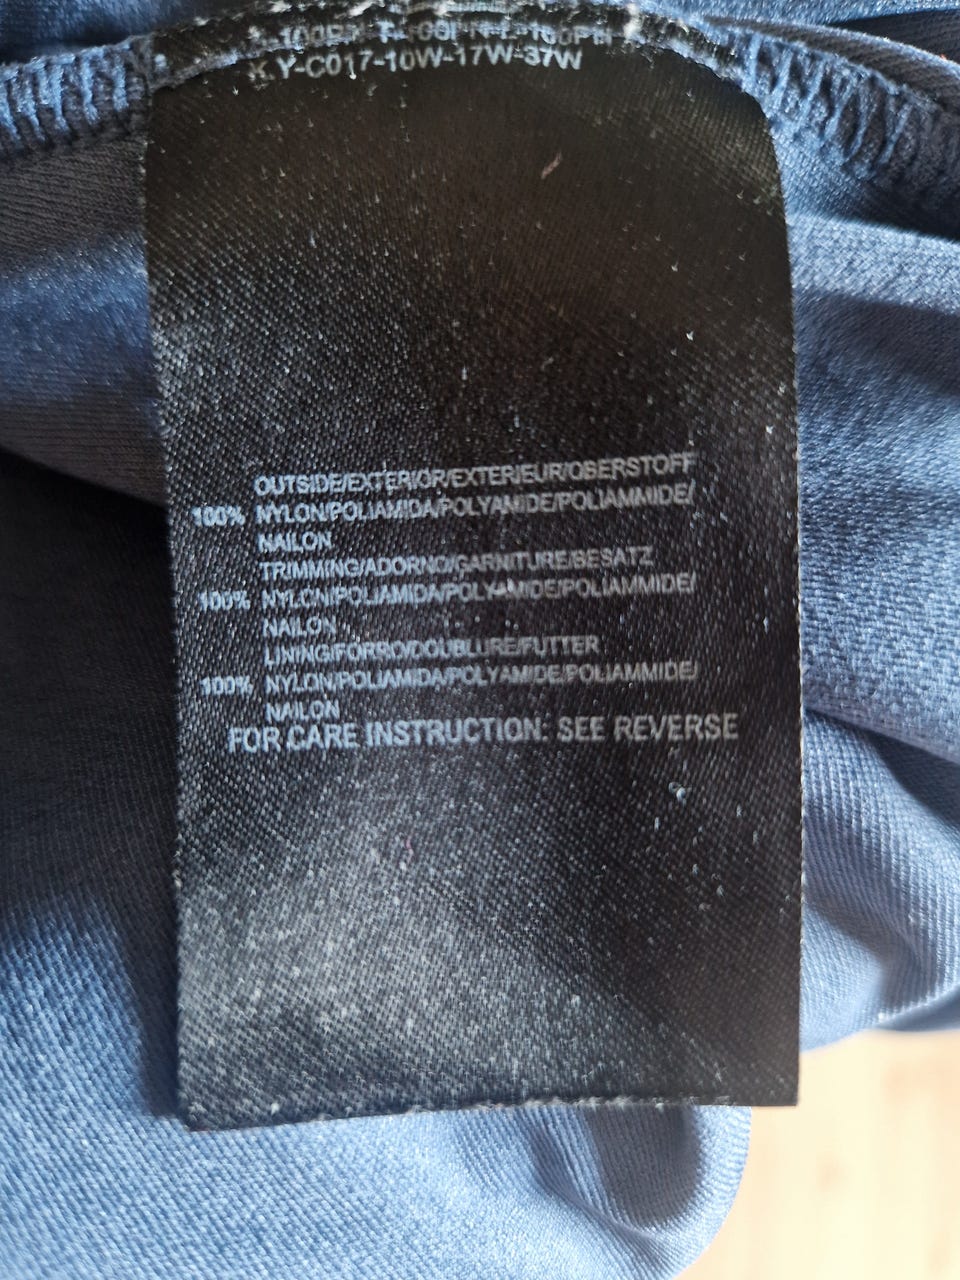 K.Y-C017-10W-17W-37W
OUTSIDE/EXTERIOR/EXTERIEUR/OBERSTOFF
100% NYLON/POLIAMIDA/POLYAMIDE/POLIAMMIDE/
NAILON
TRIMMING/ADORNO/GARNITURE/BESATZ
100% NYLON/POLIAMIDA/POLYAMIDE/POLIAMMIDE/
NAILON
LINING/FORRO/DOUBLURE/FUTTER
100% NYLON/POLIAMIDA/POLYAMIDE/POLIAMMIDE/
NAILON
FOR CARE INSTRUCTION: SEE REVERSE